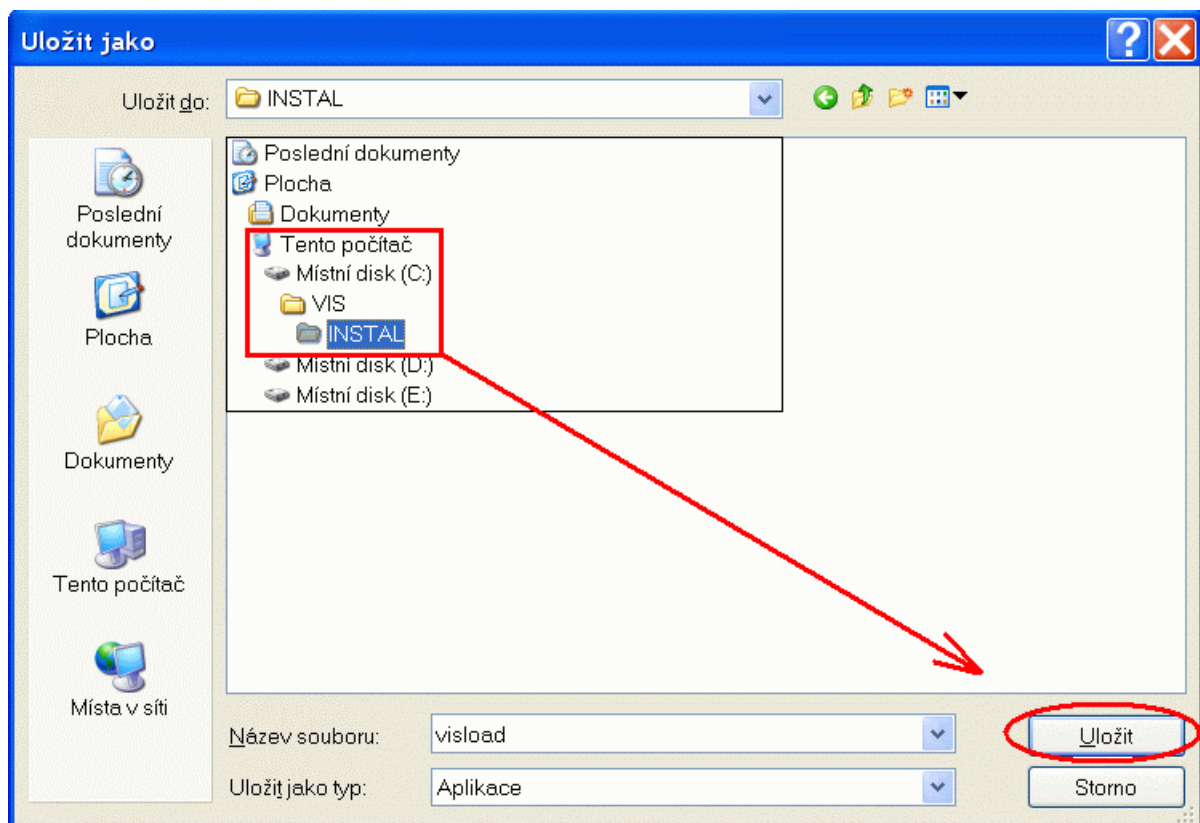 Uložit jako
Uložit do: INSTAL
Poslední dokumenty
Plocha
Dokumenty
Tento počítač
Místní disk (C:)
VIS
INSTAL
Místní disk (D:)
Místní disk (E:)
Poslední
dokumenty
Plocha
Dokumenty
Tento počítač
Místa v síti
Název souboru: visload
Uložit
Uložit jako typ: Aplikace
Storno